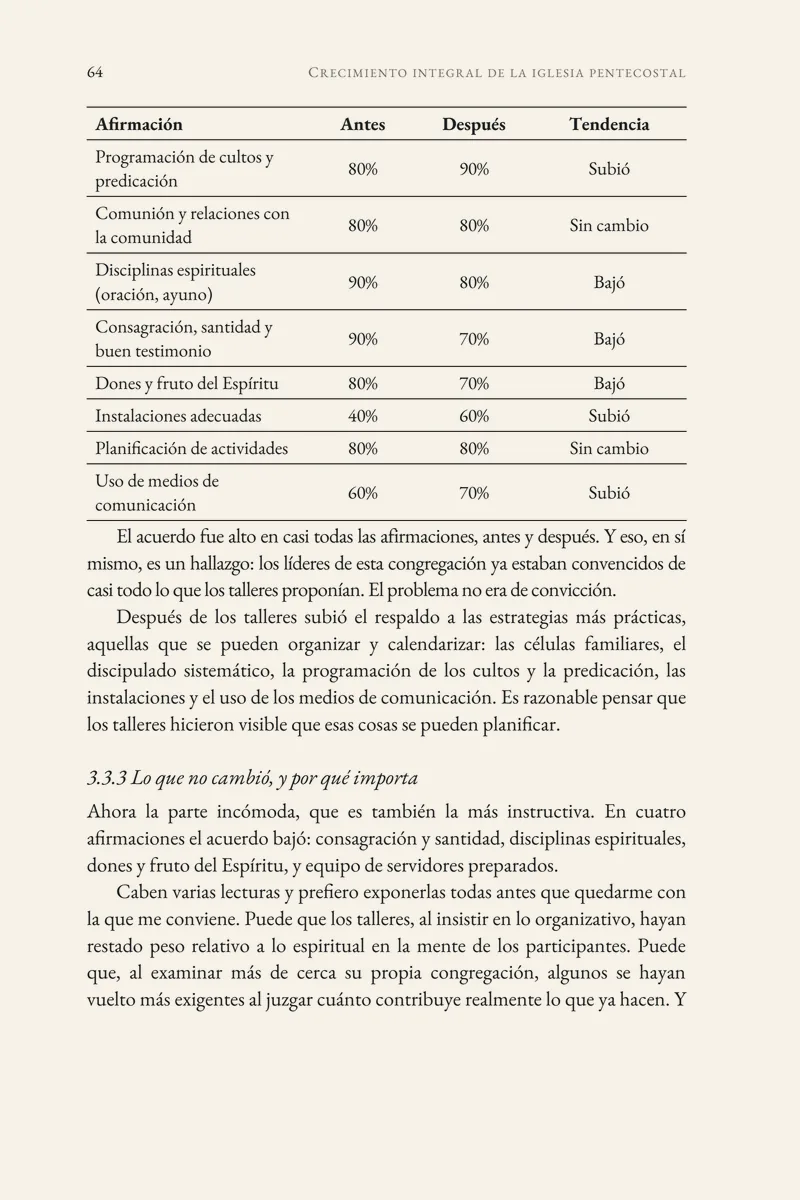 64 CRECIMIENTO INTEGRAL DE LA IGLESIA PENTECOSTAL
Afirmación Antes Después Tendencia
Programación de cultos y
predicación 80% 90% Subió
Comunión y relaciones con
la comunidad 80% 80% Sin cambio
Disciplinas espirituales
(oración, ayuno) 90% 80% Bajó
Consagración, santidad y
buen testimonio 90% 70% Bajó
Dones y fruto del Espíritu 80% 70% Bajó
Instalaciones adecuadas 40% 60% Subió
Planificación de actividades 80% 80% Sin cambio
Uso de medios de
comunicación 60% 70% Subió
El acuerdo fue alto en casi todas las afirmaciones, antes y después. Y eso, en sí
mismo, es un hallazgo: los líderes de esta congregación ya estaban convencidos de
casi todo lo que los talleres proponían. El problema no era de convicción.
Después de los talleres subió el respaldo a las estrategias más prácticas,
aquellas que se pueden organizar y calendarizar: las células familiares, el
discipulado sistemático, la programación de los cultos y la predicación, las
instalaciones y el uso de los medios de comunicación. Es razonable pensar que
los talleres hicieron visible que esas cosas se pueden planificar.
3.3.3 Lo que no cambió, y por qué importa
Ahora la parte incómoda, que es también la más instructiva. En cuatro
afirmaciones el acuerdo bajó: consagración y santidad, disciplinas espirituales,
dones y fruto del Espíritu, y equipo de servidores preparados.
Caben varias lecturas y prefiero exponerlas todas antes que quedarme con
la que me conviene. Puede que los talleres, al insistir en lo organizativo, hayan
restado peso relativo a lo espiritual en la mente de los participantes. Puede
que, al examinar más de cerca su propia congregación, algunos se hayan
vuelto más exigentes al juzgar cuánto contribuye realmente lo que ya hacen. Y